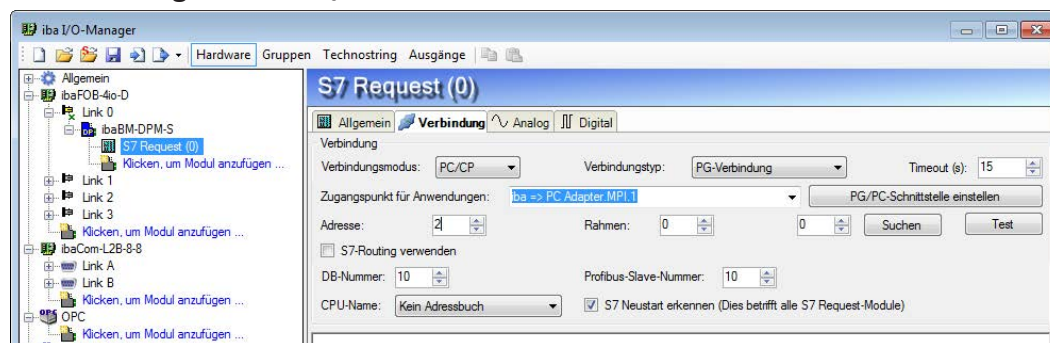 iba I/O-Manager
Hardware Gruppen Technostring Ausgänge
Allgemein
ibaFOB-4io-D
Link 0
ibaBM-DPM-S
S7 Request (0)
Klicken, um Modul anzufügen ...
Link 1
Link 2
Link 3
Klicken, um Modul anzufügen ...
ibaCom-L2B-8-8
Link A
Link B
Klicken, um Modul anzufügen ...
OPC
Klicken, um Modul anzufügen ...
S7 Request (0)
Allgemein Verbindung Analog Digital
Verbindung
Verbindungsmodus: PC/CP Verbindungstyp: PG-Verbindung Timeout (s): 15
Zugangspunkt für Anwendungen: iba => PC Adapter.MPI.1 PG/PC-Schnittstelle einstellen
Adresse: 2 Rahmen: 0 0 Suchen Test
S7-Routing verwenden
DB-Nummer: 10 Profibus-Slave-Nummer: 10
CPU-Name: Kein Adressbuch S7 Neustart erkennen (Dies betrifft alle S7 Request-Module)